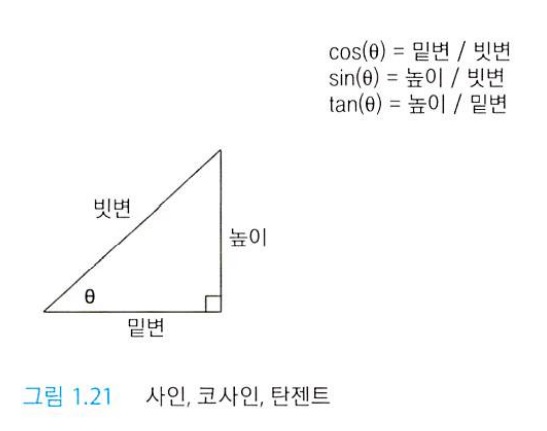 cos(θ) = 밑변 / 빗변
sin(θ) = 높이 / 빗변
tan(θ) = 높이 / 밑변
빗변
높이
θ
밑변
그림 1.21 사인, 코사인, 탄젠트